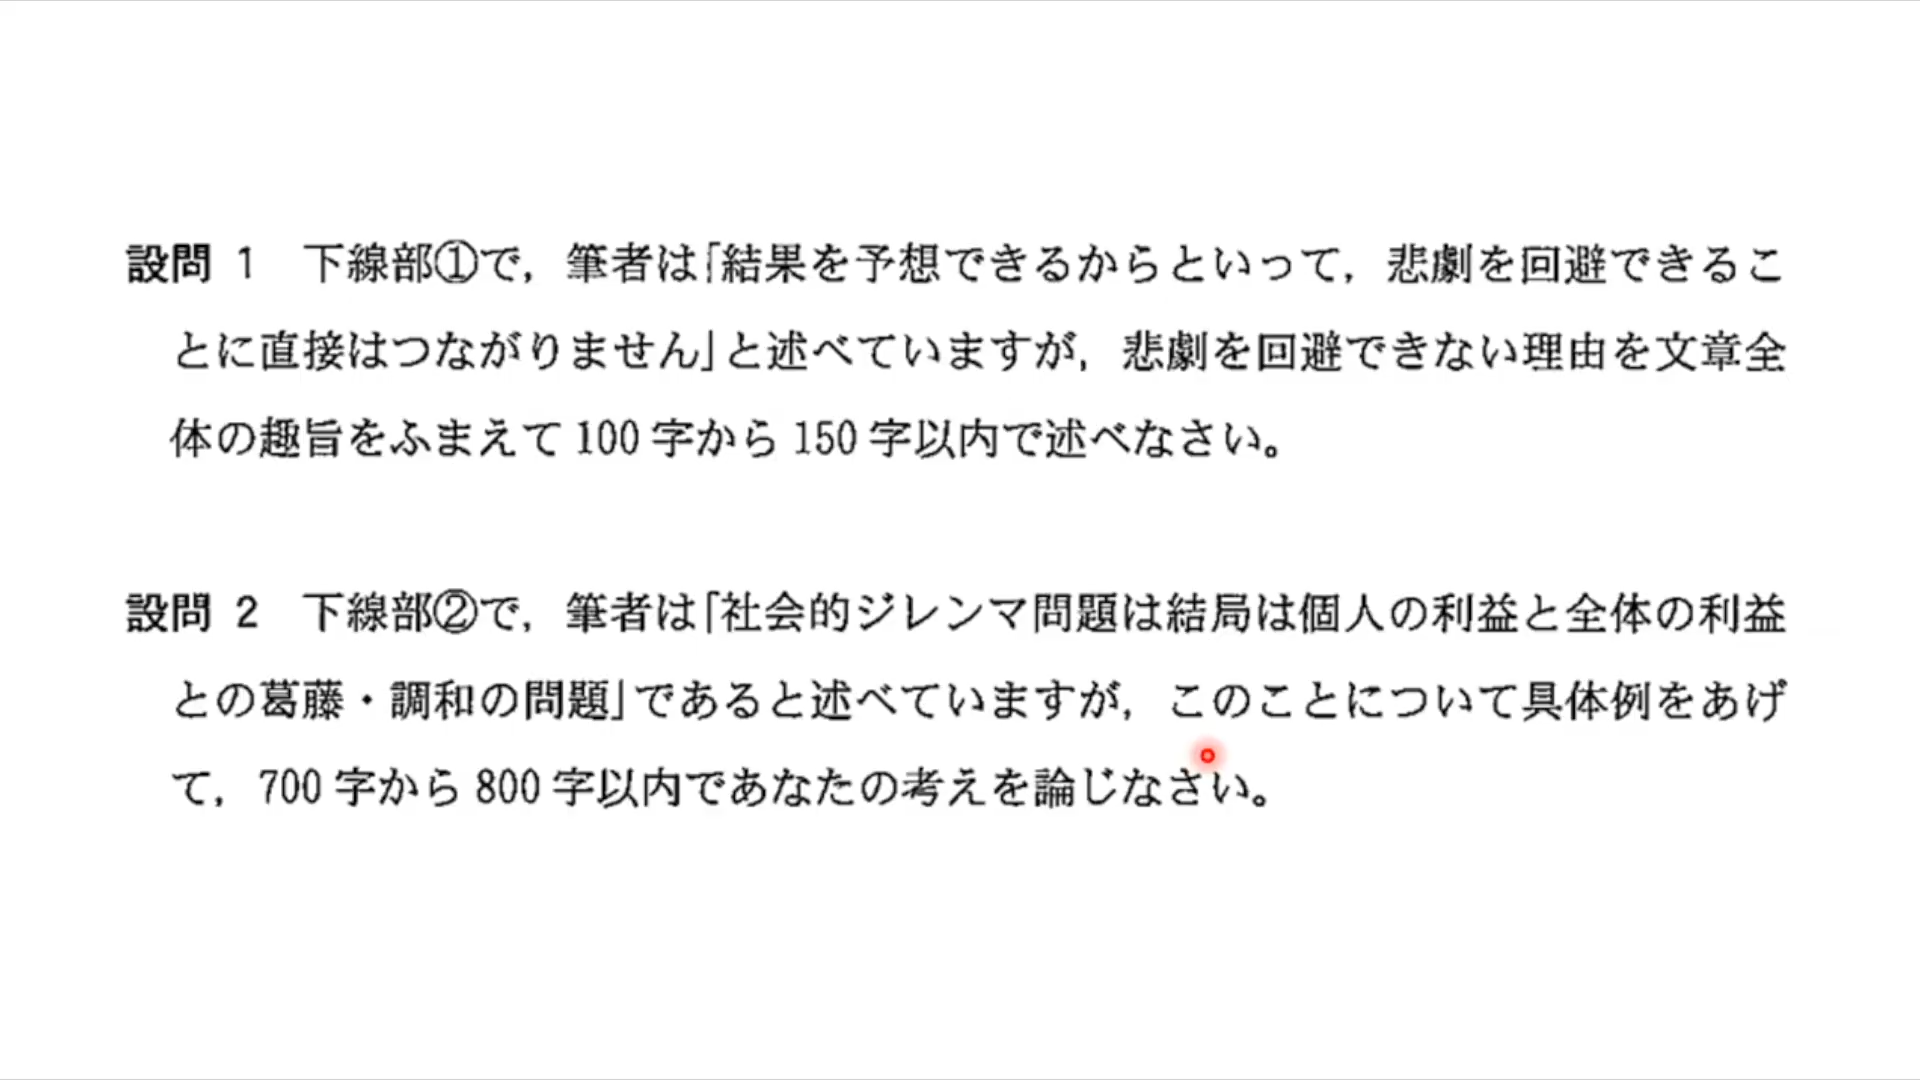 設問 1　下線部①で，筆者は「結果を予想できるからといって，悲劇を回避できるこ
とに直接はつながりません」と述べていますが，悲劇を回避できない理由を文章全
体の趣旨をふまえて 100 字から 150 字以内で述べなさい。
設問 2　下線部②で，筆者は「社会的ジレンマ問題は結局は個人の利益と全体の利益
との葛藤・調和の問題」であると述べていますが，このことについて具体例をあげ
て，700 字から 800 字以内であなたの考えを論じなさい。